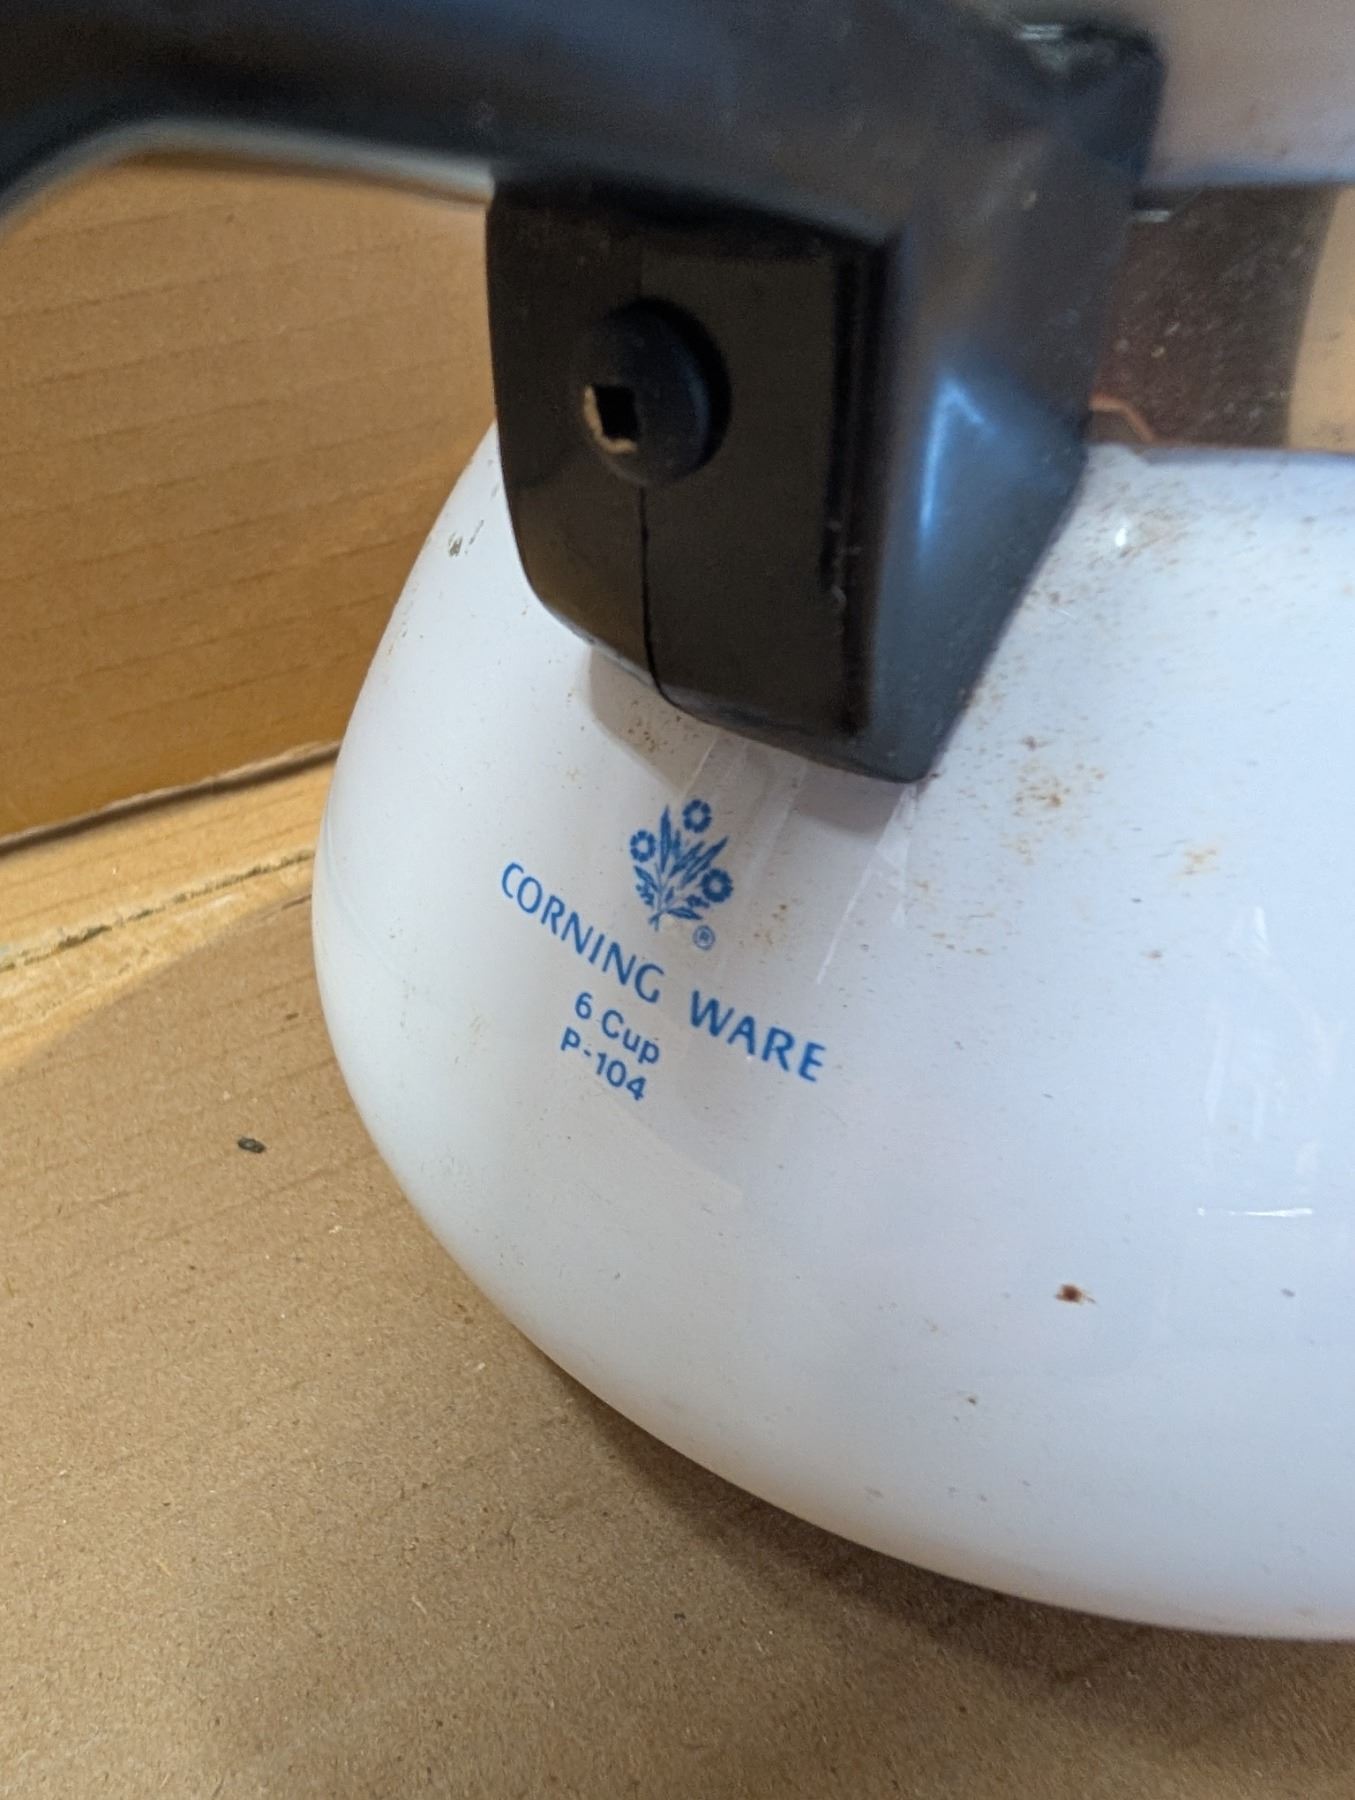 ®
CORNING WARE
6 Cup
P-104